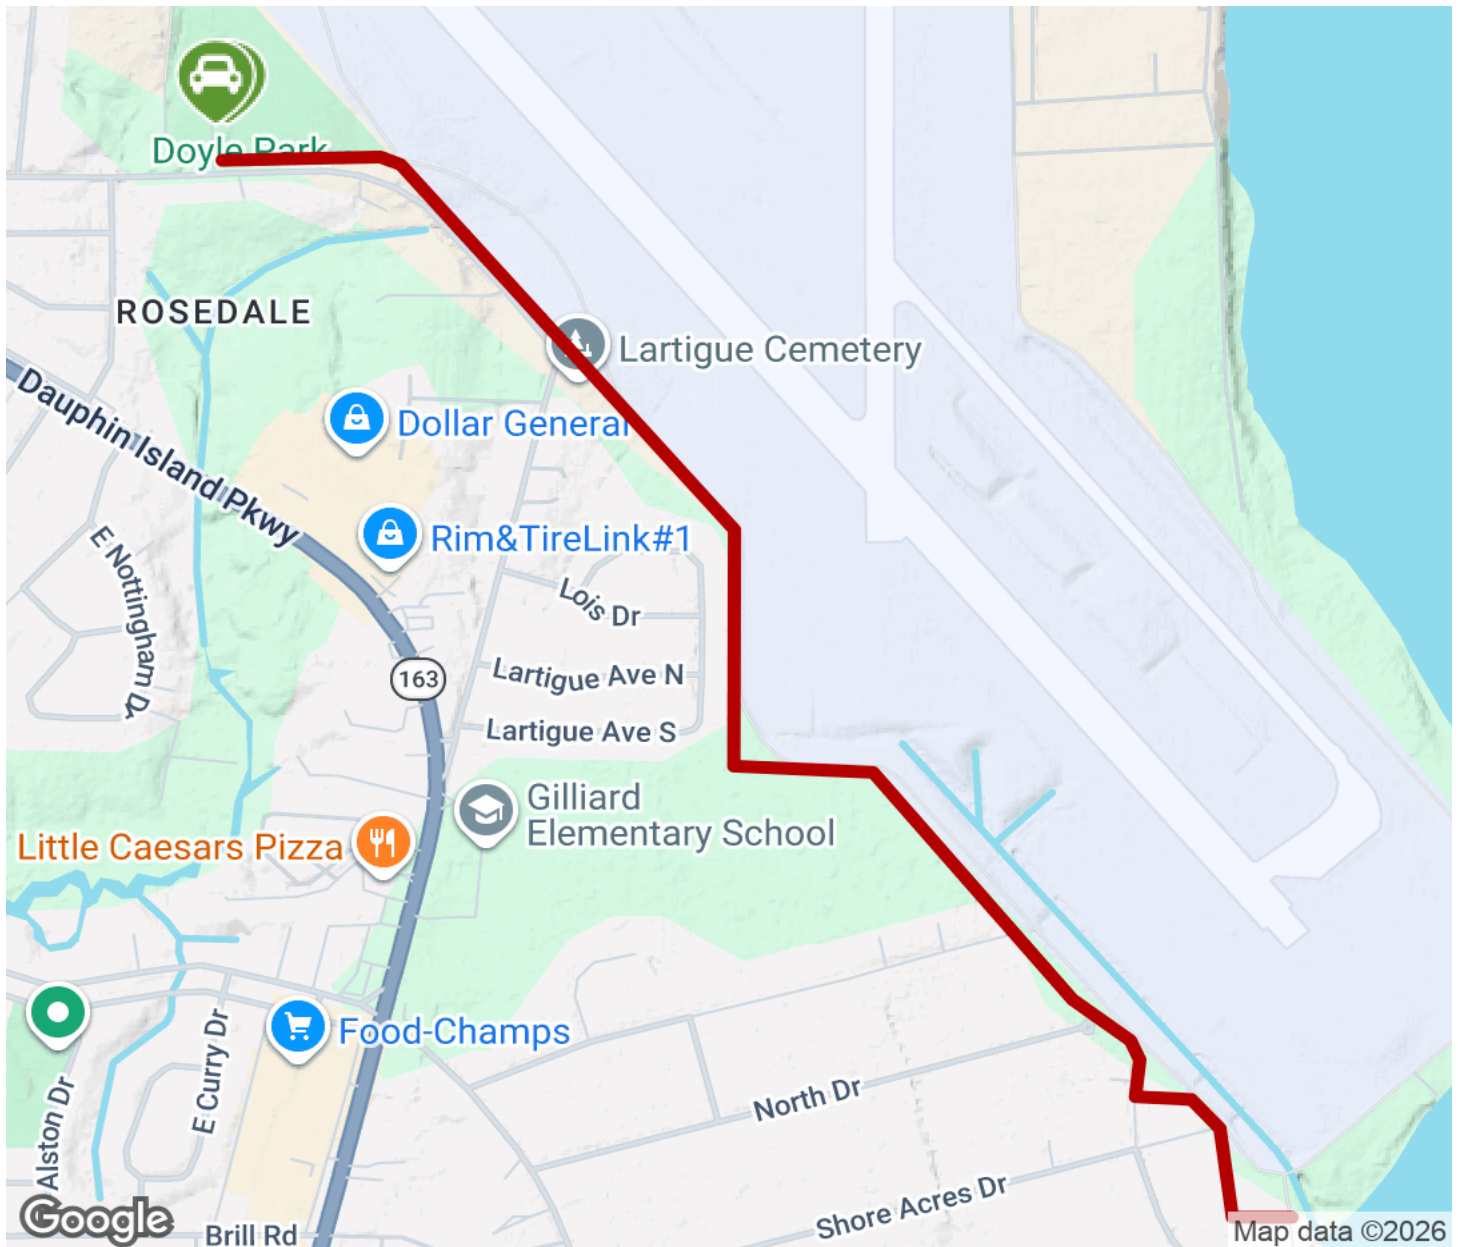 Doyle Park
ROSEDALE
Lartigue Cemetery
Dauphin Island Pkwy
Dollar General
Rim&TireLink#1
E Nottingham Dr
Lois Dr
163
Lartigue Ave N
Lartigue Ave S
Gilliard
Elementary School
Little Caesars Pizza
Food-Champs
E Curry Dr
Alston Dr
North Dr
Shore Acres Dr
Google
Brill Rd
Map data ©2026